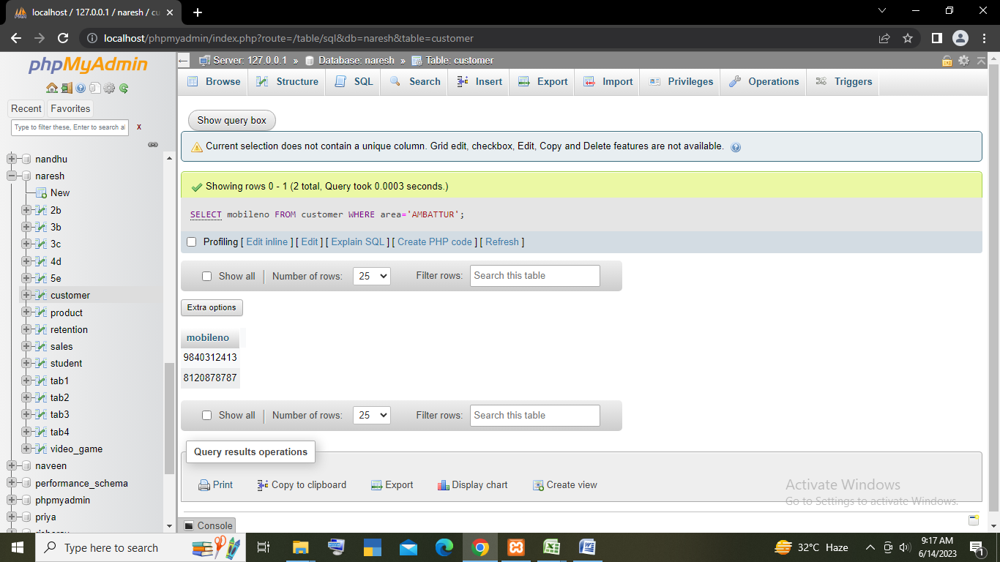 localhost / 127.0.0.1 / naresh / cu
localhost/phpmyadmin/index.php?route=/table/sql&db=naresh&table=customer
phpMyAdmin
Server: 127.0.0.1 » Database: naresh » Table: customer
Browse Structure SQL Search Insert Export Import Privileges Operations Triggers
Recent Favorites
Type to filter these, Enter to search al X
nandhu
naresh
New
2b
3b
3c
4d
5e
customer
product
retention
sales
student
tab1
tab2
tab3
tab4
video_game
naveen
performance_schema
phpmyadmin
priya
Show query box
Current selection does not contain a unique column. Grid edit, checkbox, Edit, Copy and Delete features are not available.
Showing rows 0 - 1 (2 total, Query took 0.0003 seconds.)
SELECT mobileno FROM customer WHERE area='AMBATTUR';
Profiling [ Edit inline ] [ Edit ] [ Explain SQL ] [ Create PHP code ] [ Refresh ]
Show all Number of rows: 25 Filter rows: Search this table
Extra options
mobileno
9840312413
8120878787
Show all Number of rows: 25 Filter rows: Search this table
Query results operations
Print Copy to clipboard Export Display chart Create view
Activate Windows
Go to Settings to activate Windows.
Console
Type here to search
32°C Haze
9:17 AM
6/14/2023
1